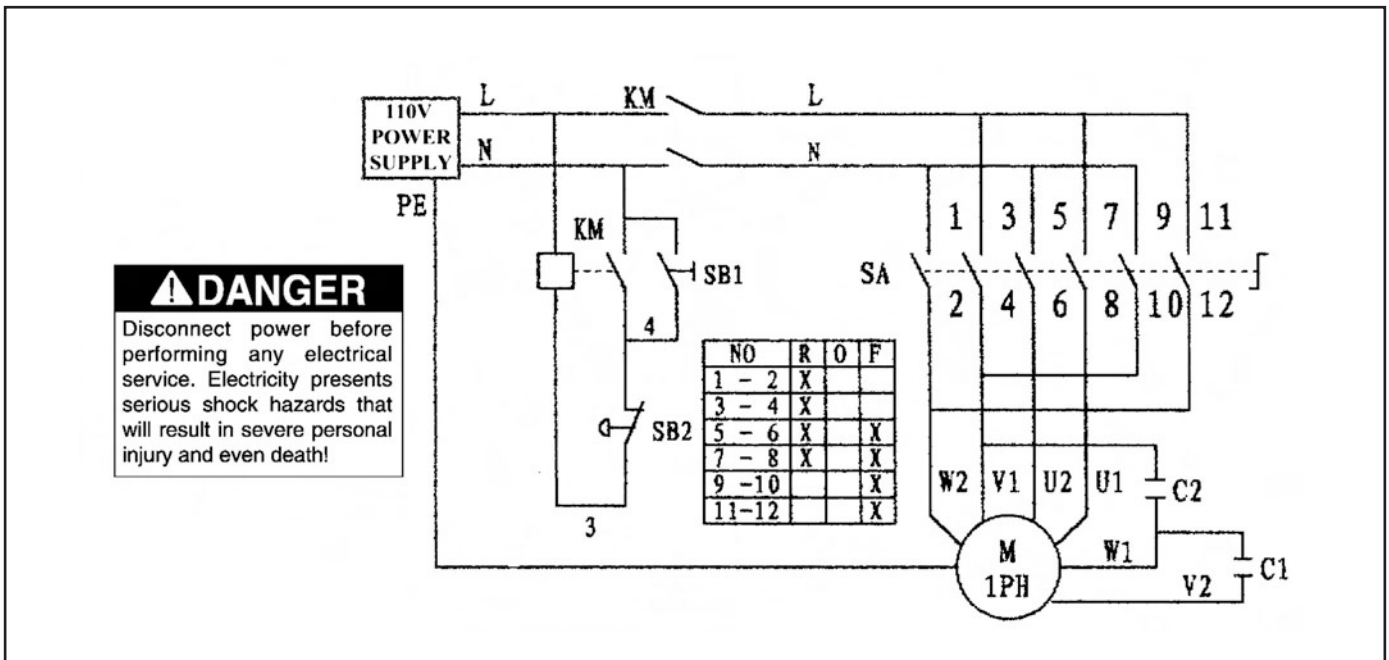 L KM L
110V
POWER
SUPPLY
N N
PE
1 3 5 7 9 11
KM
SB1
SA
2 4 6 8 10 12
DANGER
Disconnect power before
performing any electrical
service. Electricity presents
serious shock hazards that
will result in severe personal
injury and even death!
4
NO R O F
1 - 2 X
3 - 4 X
5 - 6 X X
7 - 8 X X
9 -10 X
11-12 X
SB2
3
W2 V1 U2 U1 C2
M
1PH
W1
V2
C1